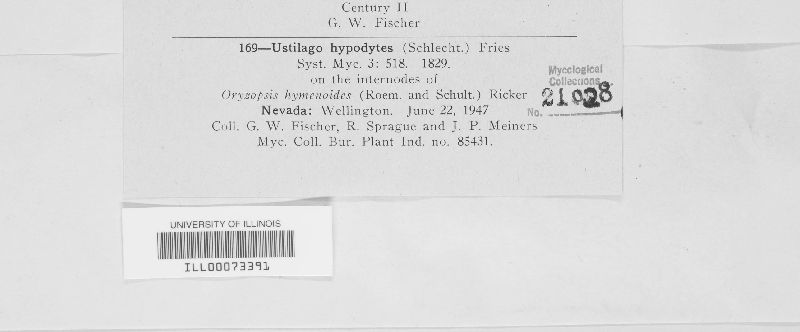 Century II
G. W. Fischer
169—Ustilago hypodytes (Schlecht.) Fries
Syst. Myc. 3: 518. 1829.
on the internodes of
Oryzopsis hymenoides (Roem. and Schult.) Ricker
Nevada: Wellington. June 22, 1947
Coll. G. W. Fischer, R. Sprague and J. P. Meiners
Myc. Coll. Bur. Plant Ind. no. 85431.
Mycological
Collections
No. 21028
UNIVERSITY OF ILLINOIS
ILL00073391